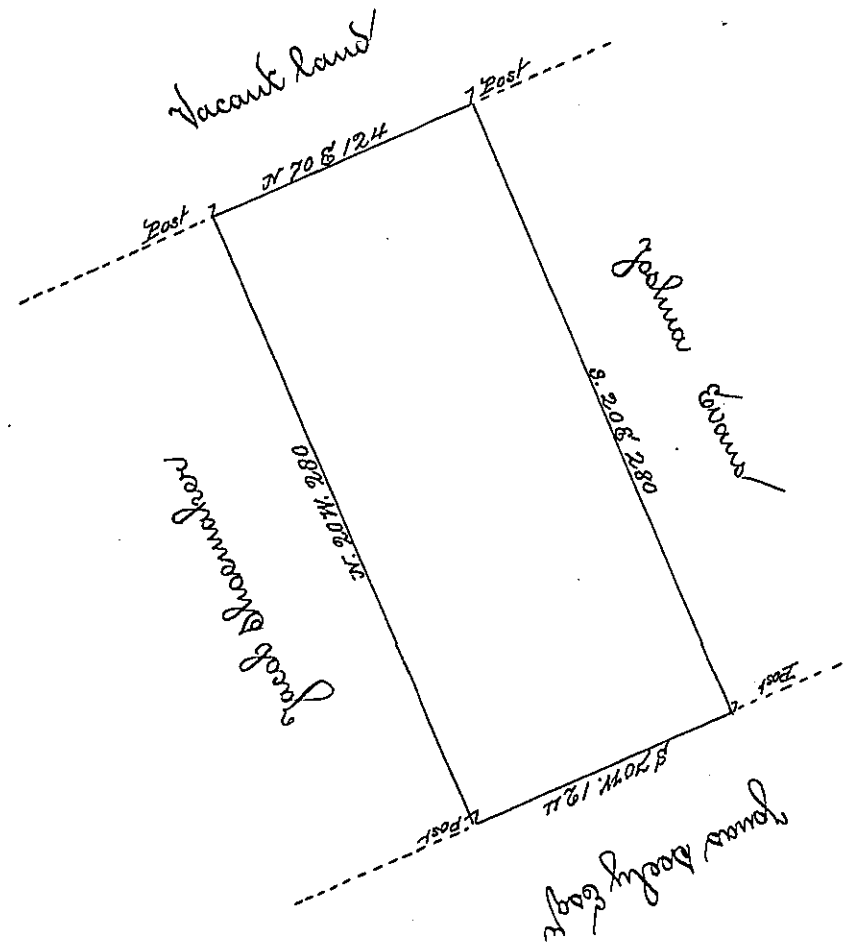 Vacant land
Post
N 70 E 124
Post
Joshua Evans
S. 20 E 280
N. 20 W. 280
Jacob Shoemaker
Post
S 70 W. 124
Post
Jonas Seely Esqr